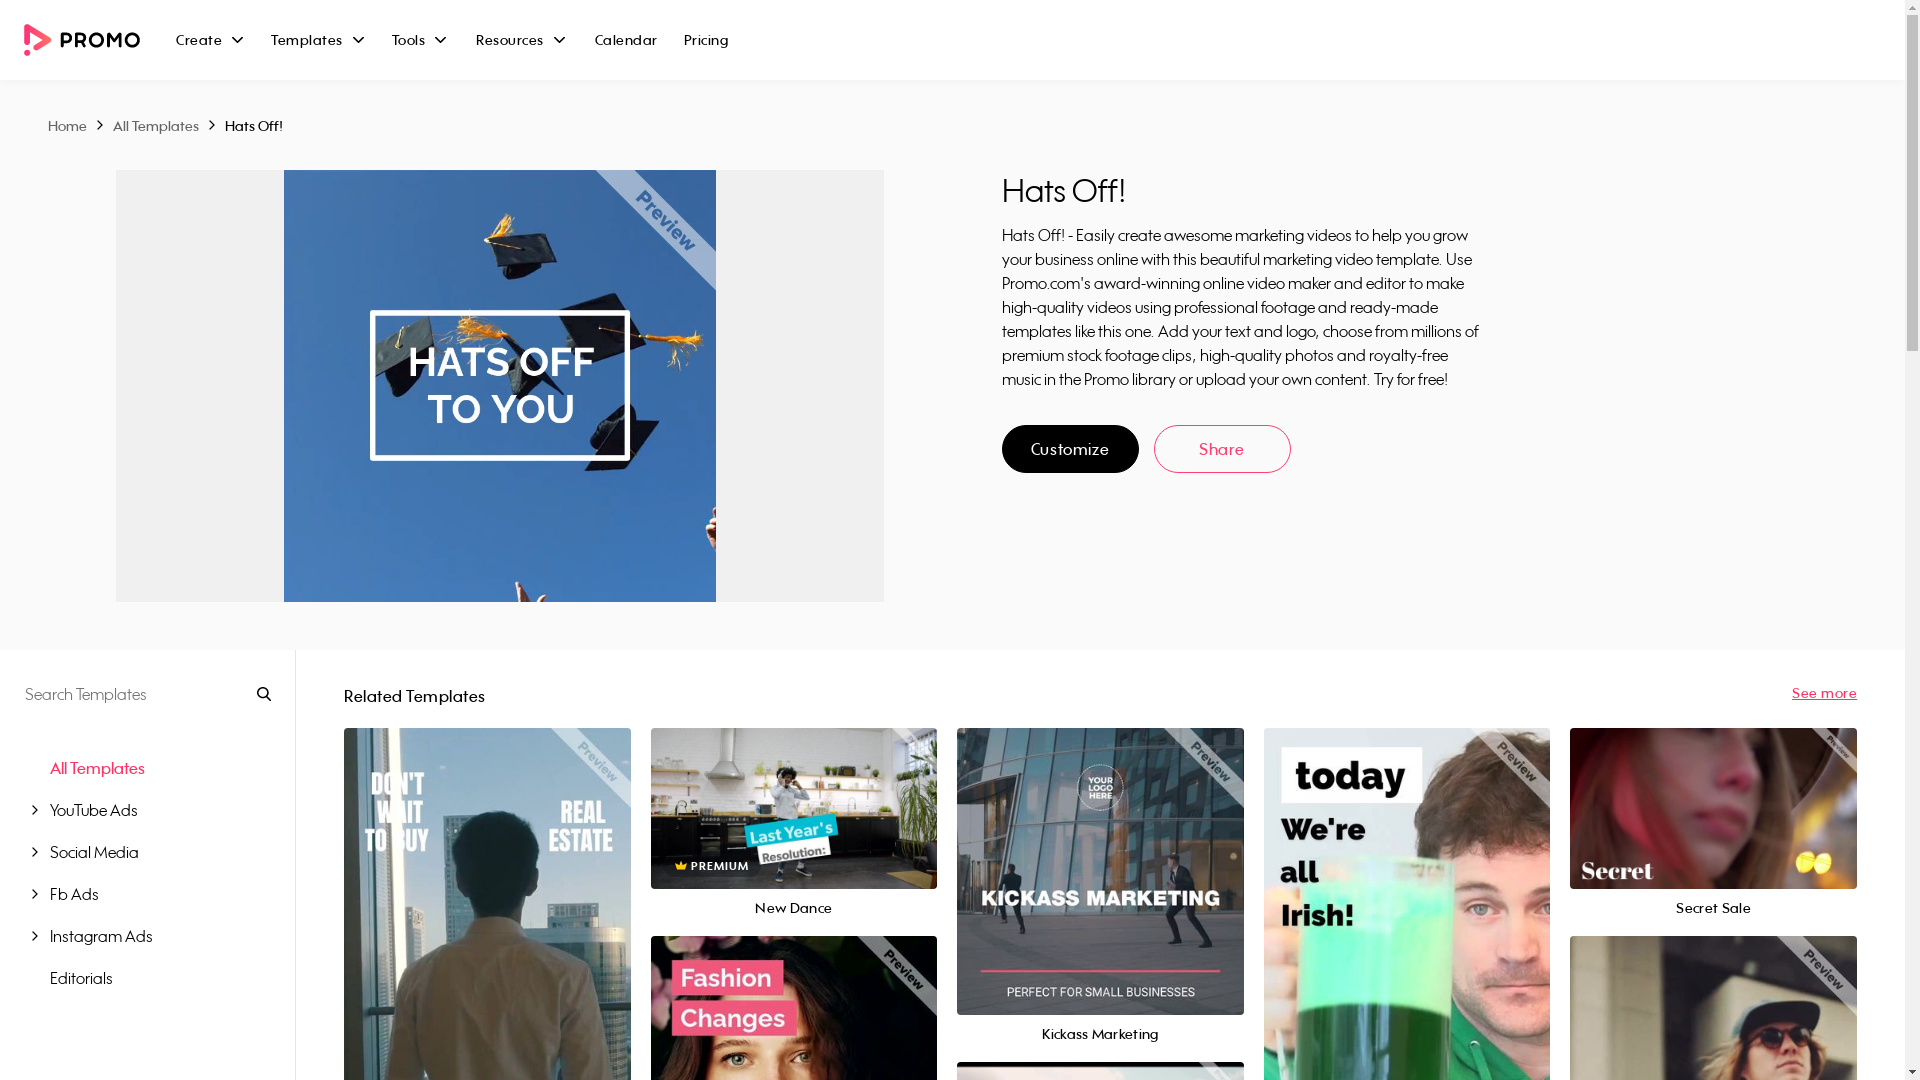 PROMO
Create
Templates
Tools
Resources
Calendar
Pricing
Home
All Templates
Hats Off!
Preview
HATS OFF
TO YOU
Hats Off!
Hats Off! - Easily create awesome marketing videos to help you grow
your business online with this beautiful marketing video template. Use
Promo.com's award-winning online video maker and editor to make
high-quality videos using professional footage and ready-made
templates like this one. Add your text and logo, choose from millions of
premium stock footage clips, high-quality photos and royalty-free
music in the Promo library or upload your own content. Try for free!
Customize
Share
Search Templates
All Templates
YouTube Ads
Social Media
Fb Ads
Instagram Ads
Editorials
Related Templates
See more
Preview
DON'T
WAIT
TO BUY
REAL
ESTATE
Last Year's
Resolution:
PREMIUM
New Dance
Preview
Fashion
Changes
Preview
YOUR
LOGO
HERE
KICKASS MARKETING
PERFECT FOR SMALL BUSINESSES
Kickass Marketing
Preview
today
We're
all
Irish!
Preview
Secret
Secret Sale
Preview